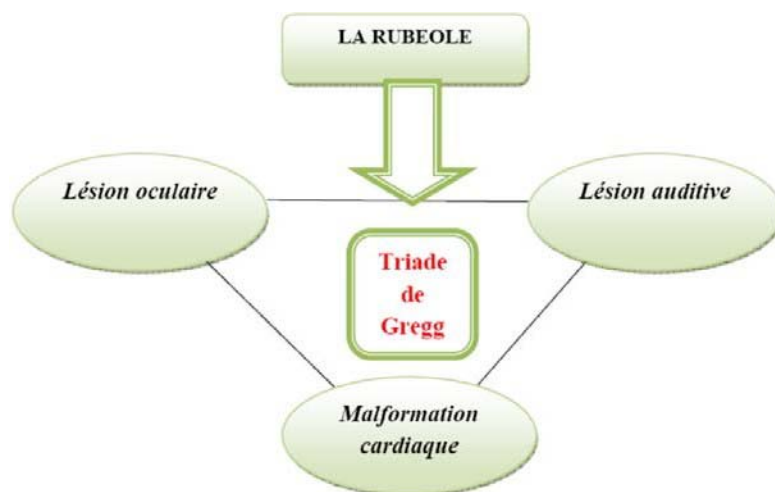 LA RUBEOLE
Lésion oculaire
Lésion auditive
Triade
de
Gregg
Malformation
cardiaque